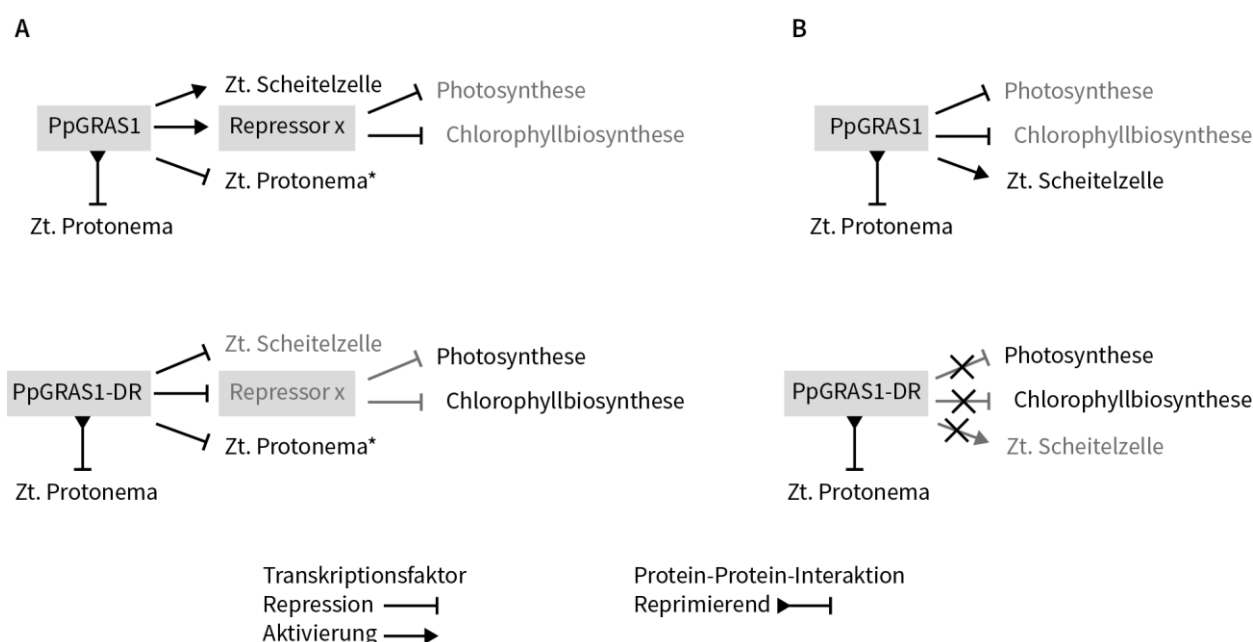 A
B
Zt. Scheitelzelle
PpGRAS1
Repressor x
Photosynthese
Chlorophyllbiosynthese
Zt. Protonema*
Zt. Protonema
Photosynthese
PpGRAS1
Chlorophyllbiosynthese
Zt. Scheitelzelle
Zt. Protonema
Zt. Scheitelzelle
PpGRAS1-DR
Repressor x
Photosynthese
Chlorophyllbiosynthese
Zt. Protonema*
Zt. Protonema
Photosynthese
PpGRAS1-DR
Chlorophyllbiosynthese
Zt. Scheitelzelle
Zt. Protonema
Transkriptionsfaktor
Repression
Aktivierung
Protein-Protein-Interaktion
Reprimierend